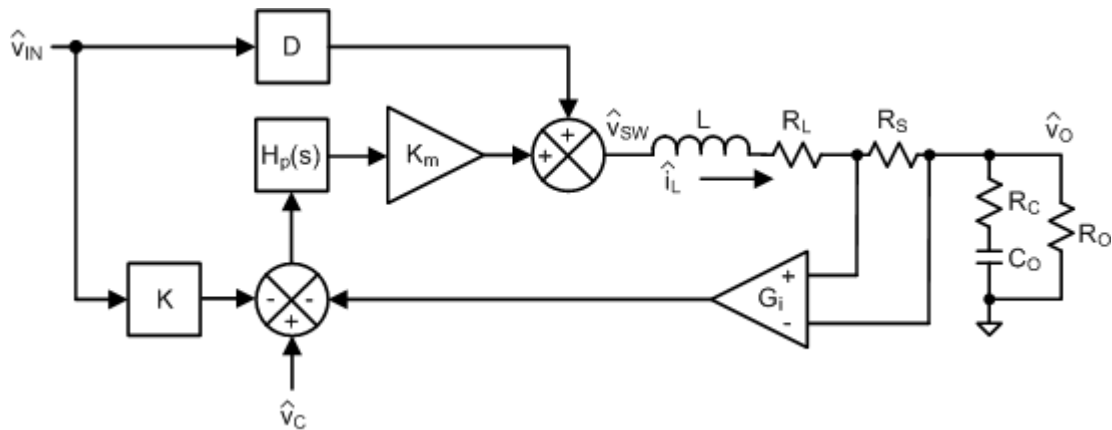 v̂IN
D
Hp(s)
Km
+
+
v̂SW
L
RL
RS
v̂O
îL
RC
CO
RO
K
-
-
+
Gi
+
-
v̂C